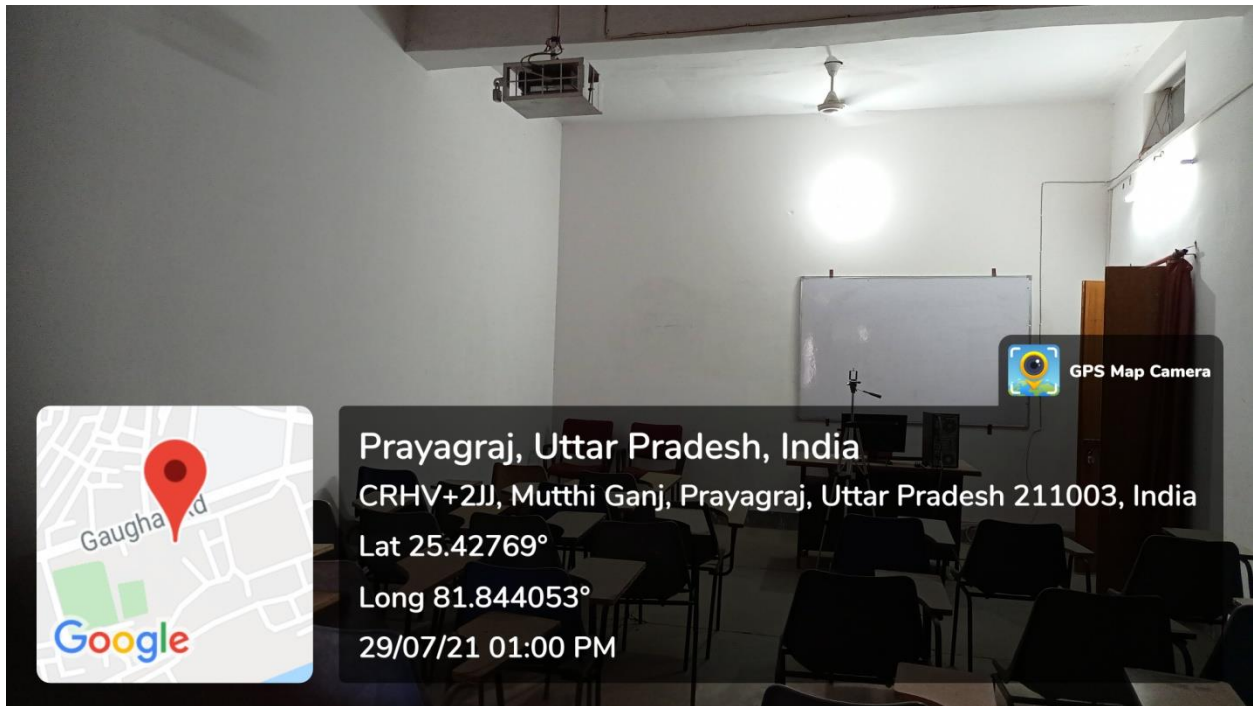 GPS Map Camera
Prayagraj, Uttar Pradesh, India
CRHV+2JJ, Mutthi Ganj, Prayagraj, Uttar Pradesh 211003, India
Lat 25.42769°
Long 81.844053°
29/07/21 01:00 PM
Google